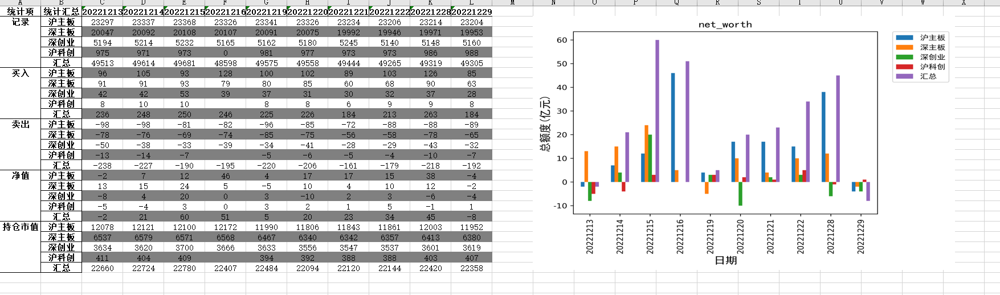 A B C D E F G H I J K L M N O P Q R S T U V W X
统计项 统计汇总 20221213 20221214 20221215 20221216 20221219 20221220 20221221 20221222 20221228 20221229
记录 沪主板 23297 23337 23368 23326 23341 23326 23234 23206 23214 23204
深主板 20047 20092 20108 20107 20091 20075 19992 19946 19971 19953
深创业 5194 5214 5232 5165 5162 5180 5245 5140 5148 5160
沪科创 975 971 973 0 981 977 973 973 986 988
汇总 49513 49614 49681 48598 49575 49558 49444 49265 49319 49305
买入 沪主板 96 105 93 128 100 102 89 103 126 85
深主板 91 91 93 79 80 85 60 68 90 63
深创业 42 42 53 39 37 31 30 32 37 28
沪科创 8 10 10 8 8 6 9 9 8
汇总 236 248 250 246 225 226 184 213 263 184
卖出 沪主板 -98 -98 -81 -82 -96 -85 -72 -88 -88 -89
深主板 -78 -76 -69 -74 -85 -75 -56 -58 -78 -65
深创业 -50 -38 -33 -39 -34 -41 -28 -29 -43 -32
沪科创 -13 -14 -7 -5 -6 -5 -4 -10 -7
汇总 -238 -227 -190 -195 -220 -206 -161 -179 -218 -192
净值 沪主板 -2 7 12 46 4 17 17 15 38 -4
深主板 13 15 24 5 -5 10 4 10 12 -2
深创业 -8 4 20 0 3 -10 2 3 -6 -4
沪科创 -5 -4 3 0 3 2 1 5 -1 1
汇总 -2 21 60 51 5 20 23 34 45 -8
持仓市值 沪主板 12078 12121 12100 12172 11990 11806 11843 11861 12003 11952
深主板 6537 6579 6571 6568 6467 6340 6342 6357 6413 6380
深创业 3634 3620 3700 3666 3633 3556 3547 3537 3601 3619
沪科创 411 404 409 394 392 388 388 403 407
汇总 22660 22724 22780 22407 22484 22094 22120 22144 22420 22358
net_worth
60
50
40
30
20
10
0
-10
总额度(亿元)
20221213 20221214 20221215 20221216 20221219 20221220 20221221 20221222 20221228 20221229
日期
沪主板
深主板
深创业
沪科创
汇总